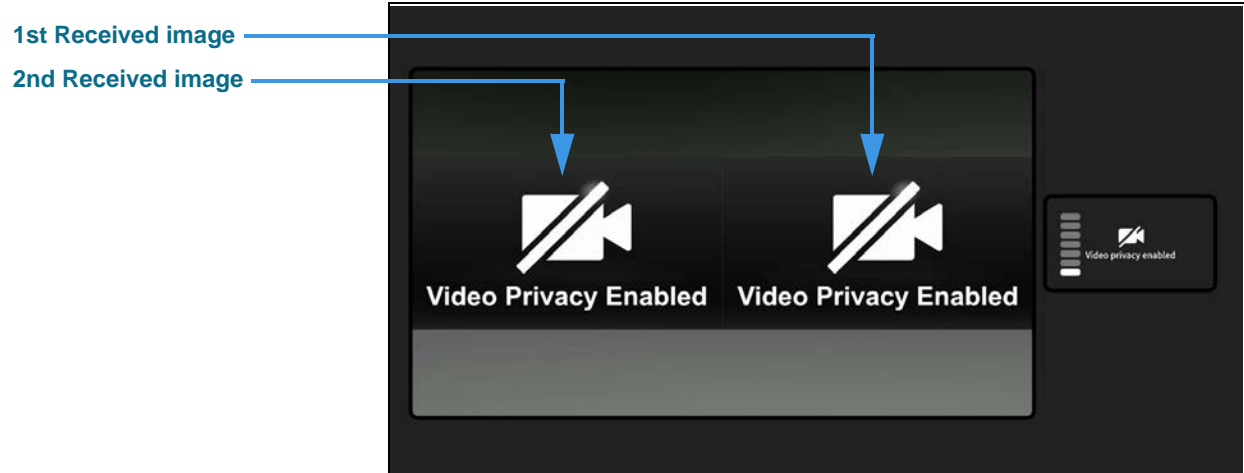 1st Received image
2nd Received image
Video Privacy Enabled
Video Privacy Enabled
Video privacy enabled